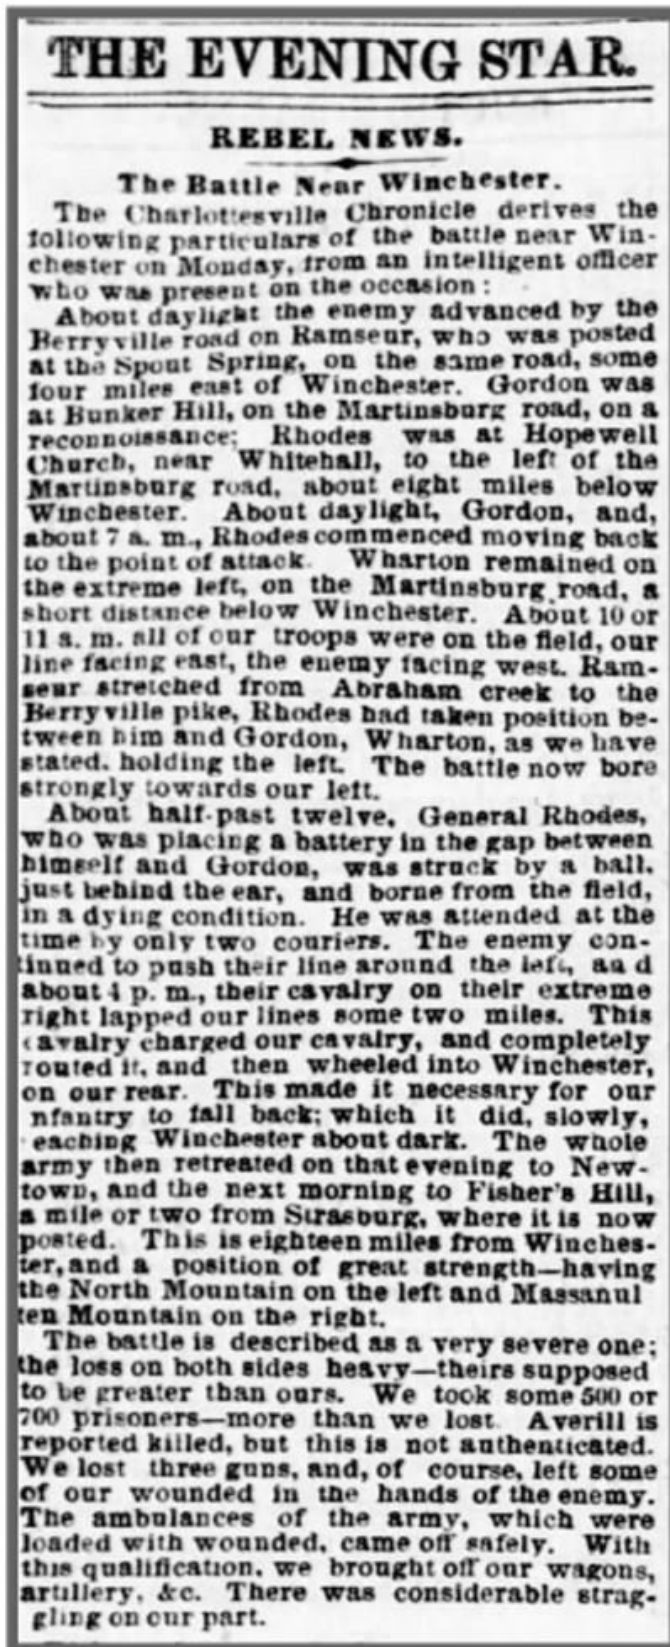 THE EVENING STAR.
REBEL NEWS.
The Battle Near Winchester.
The Charlottesville Chronicle derives the
following particulars of the battle near Win-
chester on Monday, from an intelligent officer
who was present on the occasion:
About daylight the enemy advanced by the
Berryville road on Ramseur, who was posted
at the Spout Spring, on the same road, some
four miles east of Winchester. Gordon was
at Bunker Hill, on the Martinsburg road, on a
reconnoissance; Rhodes was at Hopewell
Church, near Whitehall, to the left of the
Martinsburg road, about eight miles below
Winchester. About daylight, Gordon, and,
about 7 a. m., Rhodes commenced moving back
to the point of attack. Wharton remained on
the extreme left, on the Martinsburg road, a
short distance below Winchester. About 10 or
11 a. m. all of our troops were on the field, our
line facing east, the enemy facing west. Ram-
seur stretched from Abraham creek to the
Berryville pike, Rhodes had taken position be-
tween him and Gordon, Wharton, as we have
stated, holding the left. The battle now bore
strongly towards our left.
About half-past twelve, General Rhodes,
who was placing a battery in the gap between
himself and Gordon, was struck by a ball,
just behind the ear, and borne from the field,
in a dying condition. He was attended at the
time by only two couriers. The enemy con-
tinued to push their line around the left, aad
about 4 p. m., their cavalry on their extreme
right lapped our lines some two miles. This
cavalry charged our cavalry, and completely
routed it, and then wheeled into Winchester,
on our rear. This made it necessary for our
nfantry to fall back; which it did, slowly,
eaching Winchester about dark. The whole
army then retreated on that evening to New-
town, and the next morning to Fisher's Hill,
a mile or two from Strasburg, where it is now
posted. This is eighteen miles from Winches-
ter, and a position of great strength—having
the North Mountain on the left and Massanul
ten Mountain on the right.
The battle is described as a very severe one;
the loss on both sides heavy—theirs supposed
to be greater than ours. We took some 500 or
700 prisoners—more than we lost. Averill is
reported killed, but this is not authenticated.
We lost three guns, and, of course, left some
of our wounded in the hands of the enemy.
The ambulances of the army, which were
loaded with wounded, came off safely. With
this qualification, we brought off our wagons,
artillery, &c. There was considerable strag-
gling on our part.